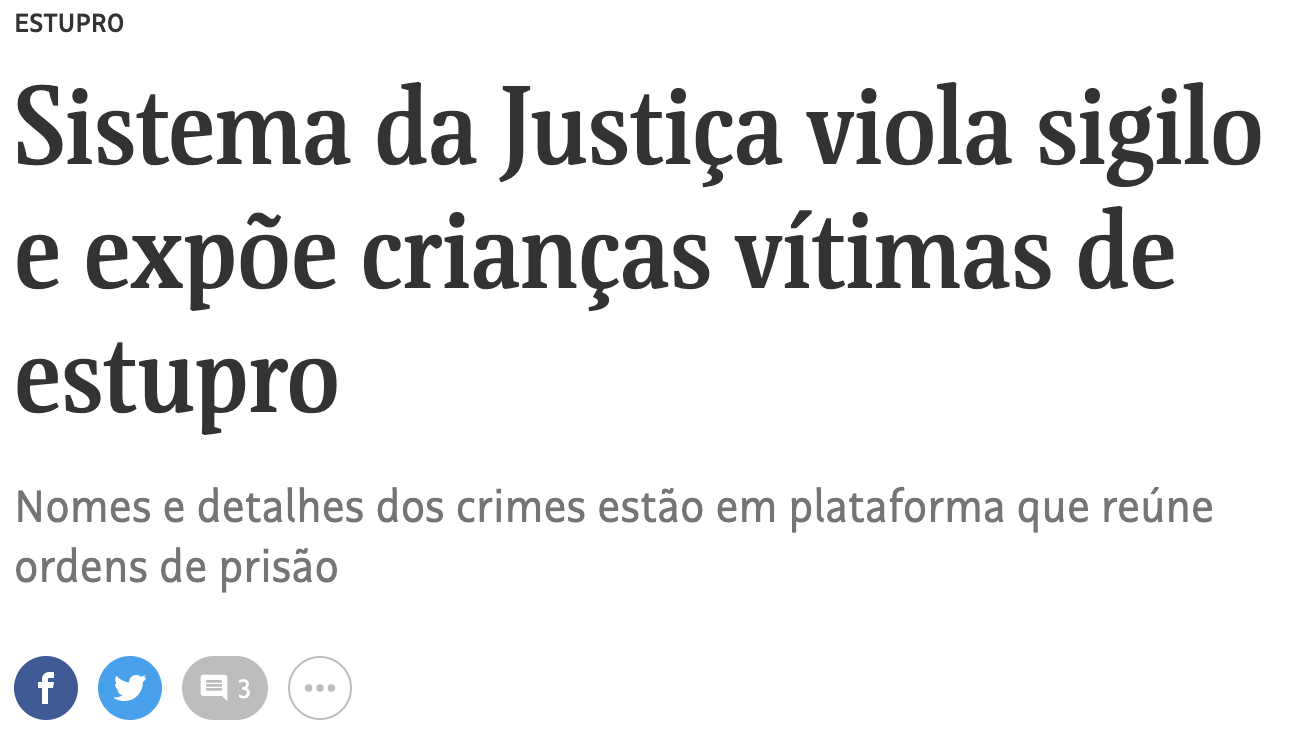 ESTUPRO
Sistema da Justiça viola sigilo
e expõe crianças vítimas de
estupro
Nomes e detalhes dos crimes estão em plataforma que reúne
ordens de prisão
3